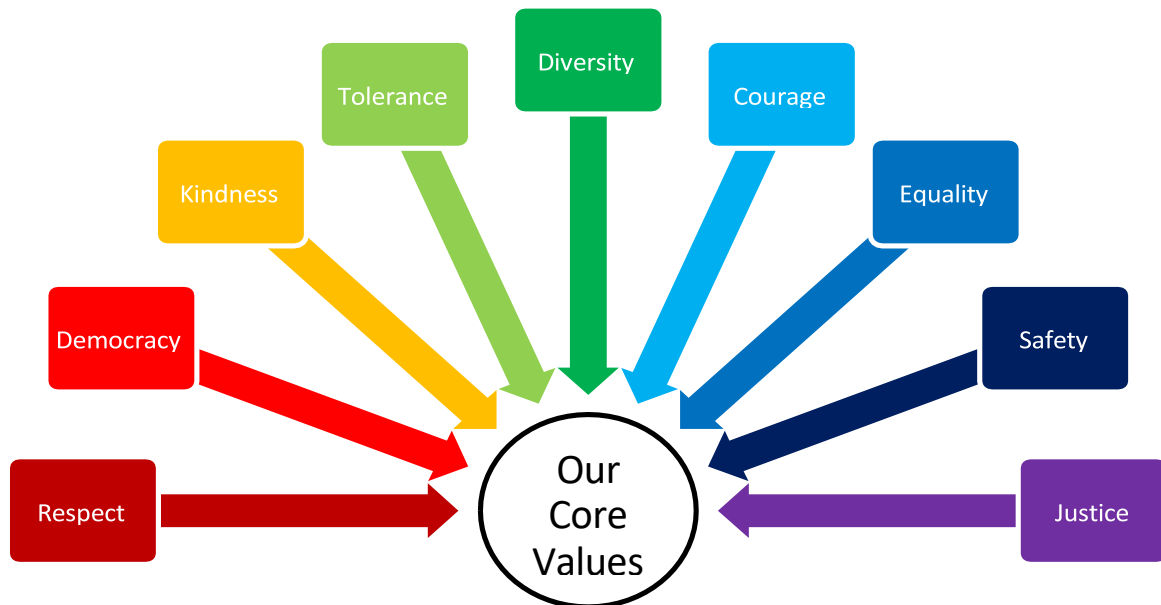 Diversity
Tolerance
Courage
Kindness
Equality
Democracy
Safety
Respect
Our
Core
Values
Justice